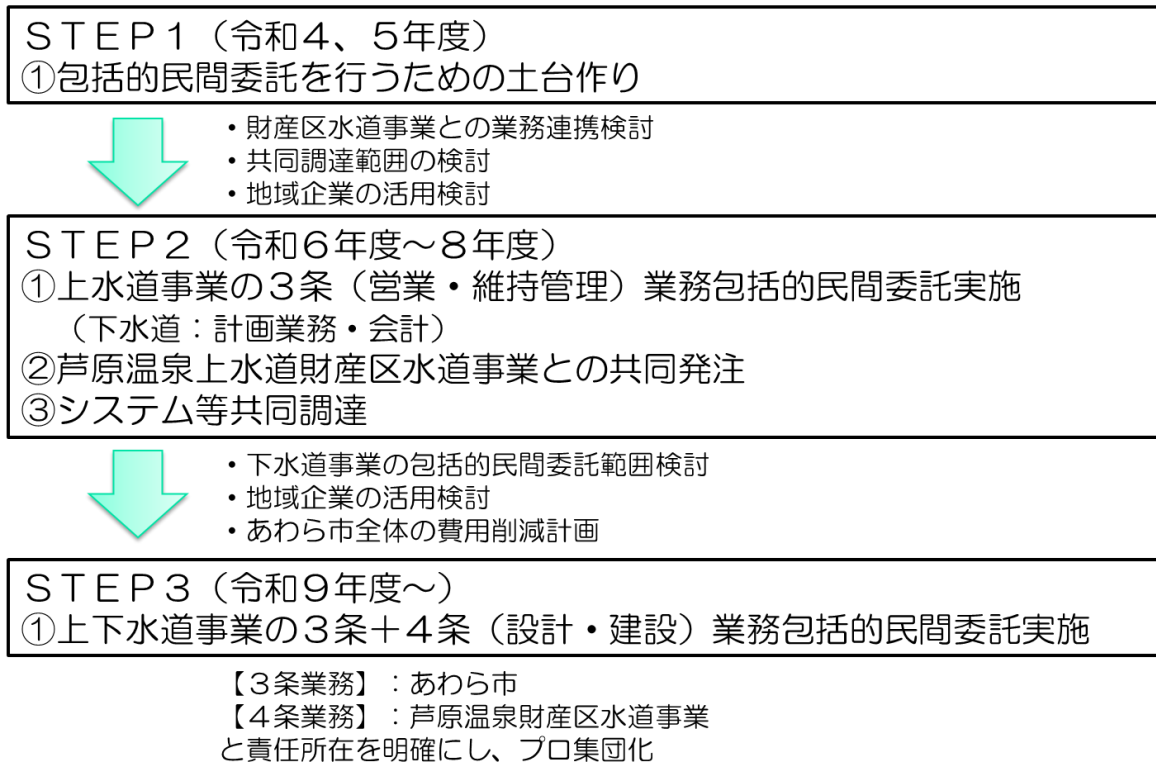 STEP1（令和4、5年度）
①包括的民間委託を行うための土台作り
・財産区水道事業との業務連携検討
・共同調達範囲の検討
・地域企業の活用検討
STEP2（令和6年度～8年度）
①上水道事業の3条（営業・維持管理）業務包括的民間委託実施
（下水道：計画業務・会計）
②芦原温泉上水道財産区水道事業との共同発注
③システム等共同調達
・下水道事業の包括的民間委託範囲検討
・地域企業の活用検討
・あわら市全体の費用削減計画
STEP3（令和9年度～）
①上下水道事業の3条＋4条（設計・建設）業務包括的民間委託実施
【3条業務】：あわら市
【4条業務】：芦原温泉財産区水道事業
と責任所在を明確にし、プロ集団化